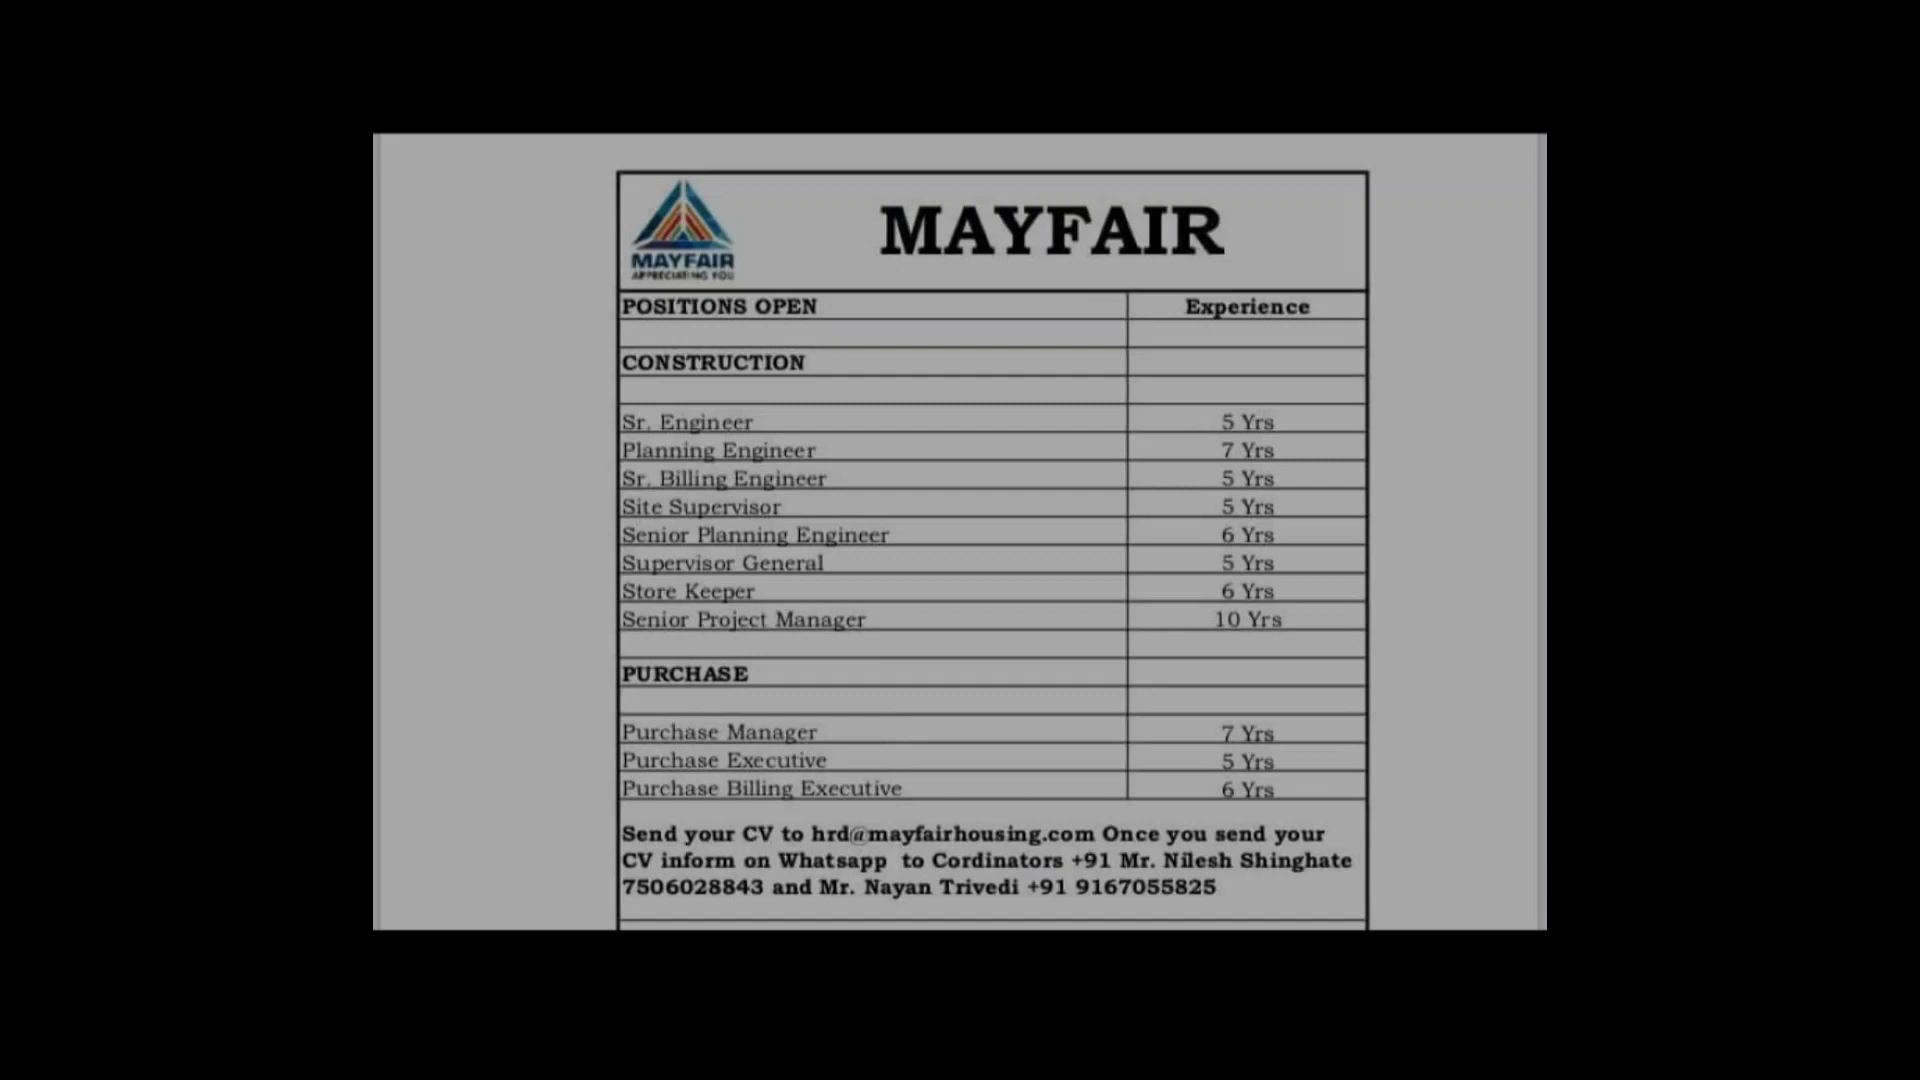 MAYFAIR
APPRECIATING YOU
MAYFAIR
POSITIONS OPEN Experience
CONSTRUCTION
Sr. Engineer 5 Yrs
Planning Engineer 7 Yrs
Sr. Billing Engineer 5 Yrs
Site Supervisor 5 Yrs
Senior Planning Engineer 6 Yrs
Supervisor General 5 Yrs
Store Keeper 6 Yrs
Senior Project Manager 10 Yrs
PURCHASE
Purchase Manager 7 Yrs
Purchase Executive 5 Yrs
Purchase Billing Executive 6 Yrs
Send your CV to hrd@mayfairhousing.com Once you send your
CV inform on Whatsapp to Cordinators +91 Mr. Nilesh Shinghate
7506028843 and Mr. Nayan Trivedi +91 9167055825